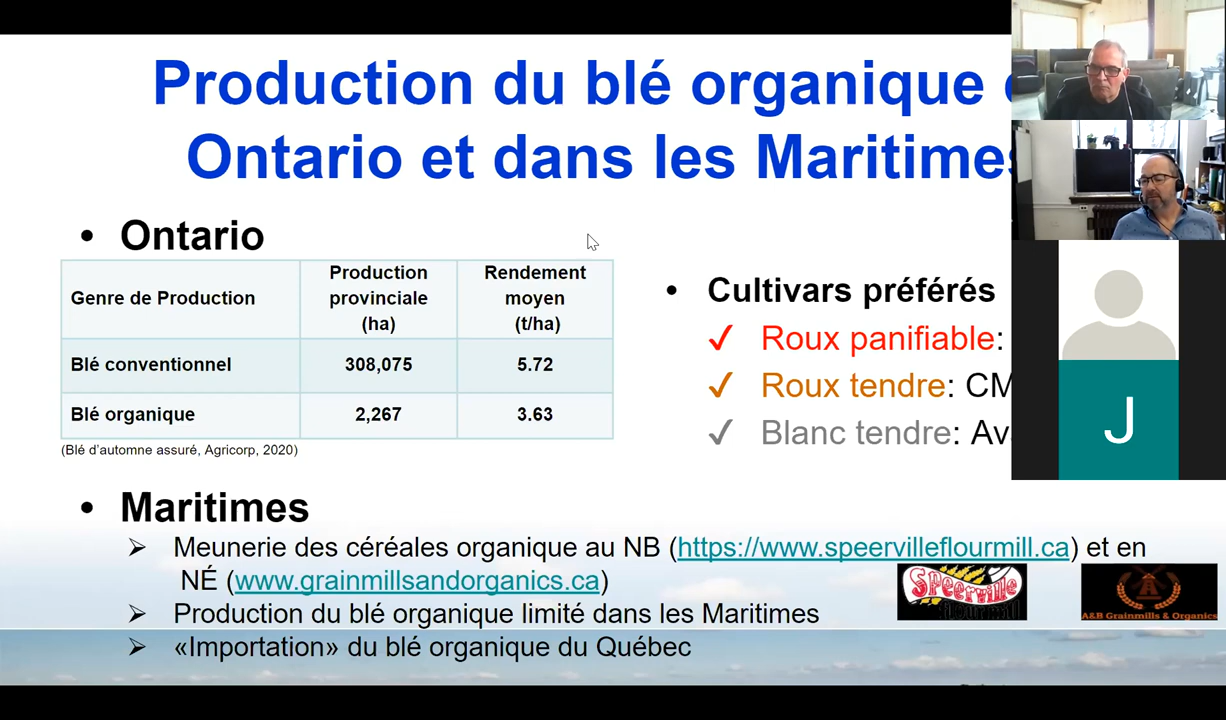 Production du blé organique
Ontario et dans les Maritimes
• Ontario
Genre de Production
Production provinciale (ha)
Rendement moyen (t/ha)
Blé conventionnel 308,075 5.72
Blé organique 2,267 3.63
(Blé d'automne assuré, Agricorp, 2020)
• Cultivars préférés
✓ Roux panifiable:
✓ Roux tendre: CM
✓ Blanc tendre: Av
J
• Maritimes
➢ Meunerie des céréales organique au NB (https://www.speervilleflourmill.ca) et en
NÉ (www.grainmillsandorganics.ca)
➢ Production du blé organique limité dans les Maritimes
➢ «Importation» du blé organique du Québec
Speerville
A&B Grainmills & Organics